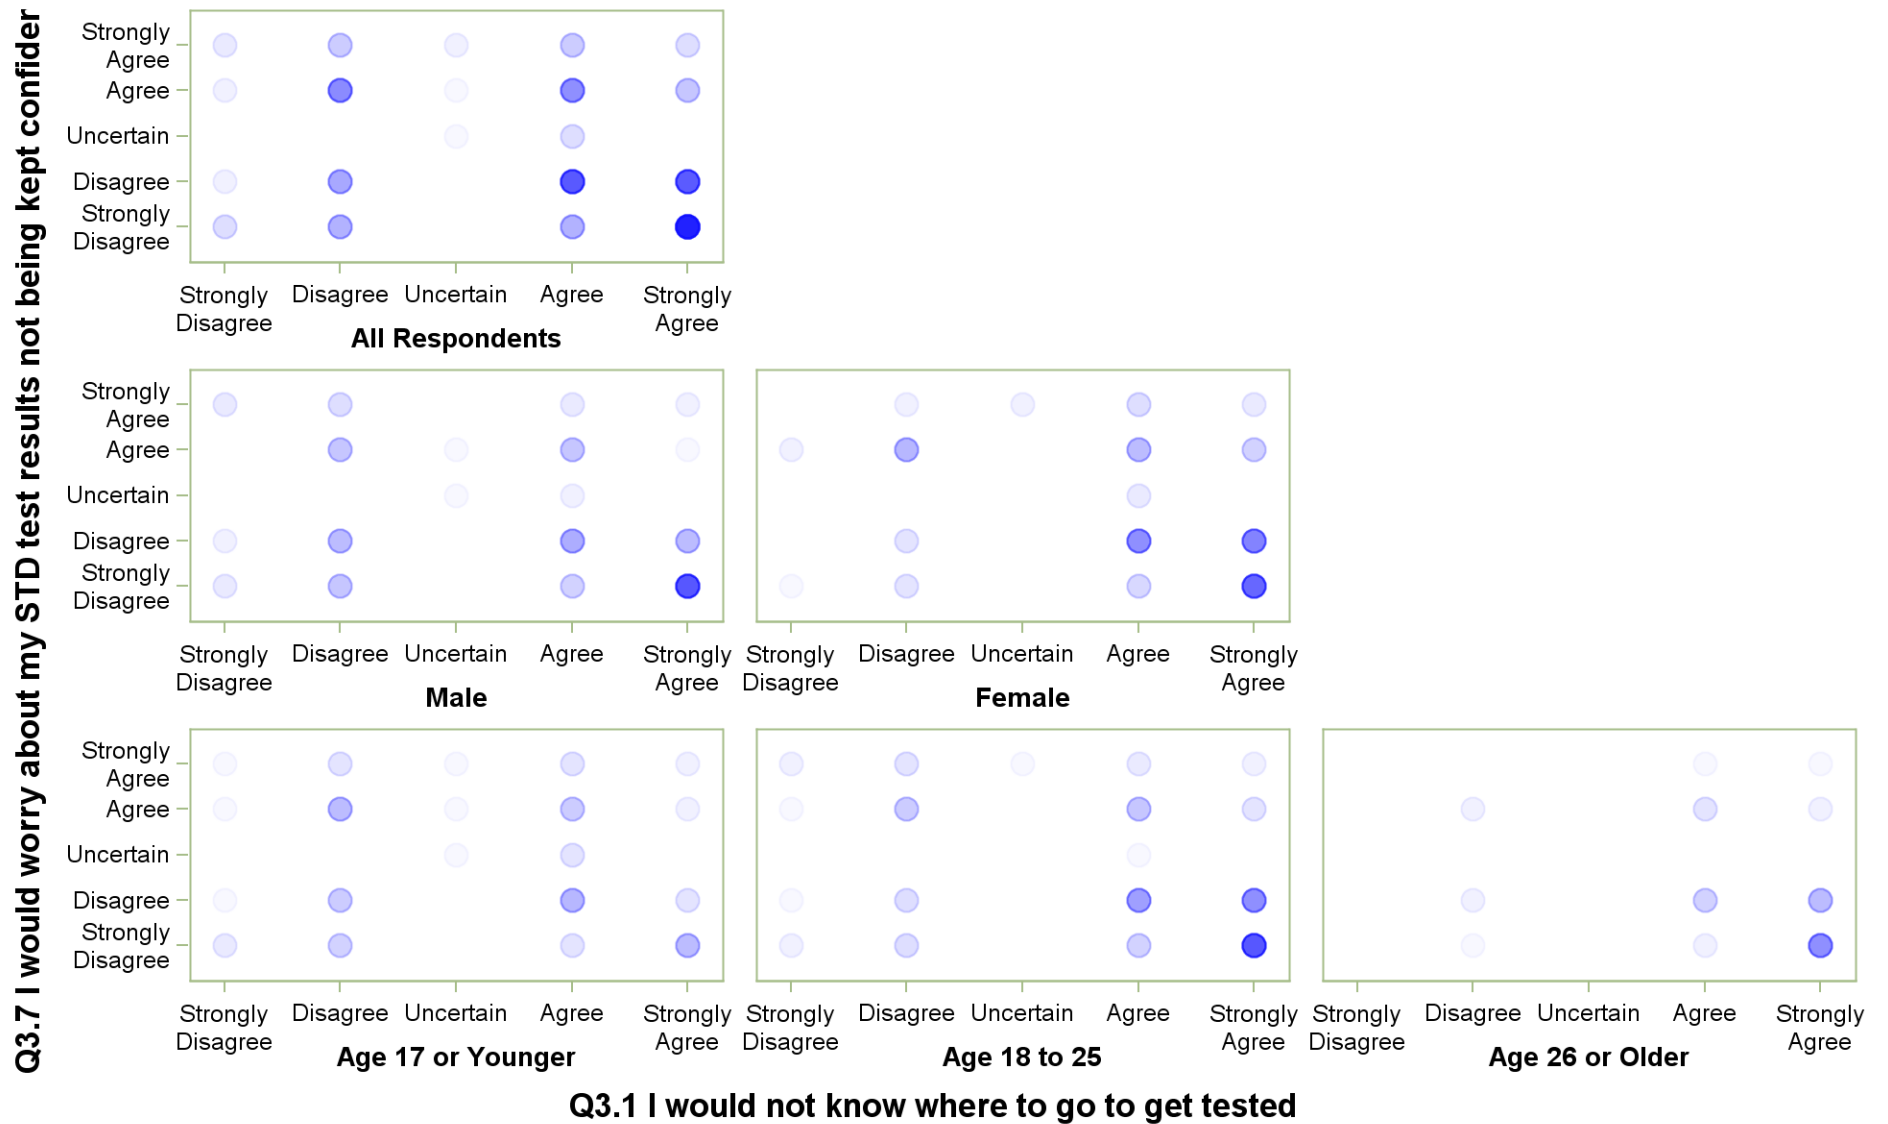 Q3.7 I would worry about my STD test results not being kept confider
Strongly
Agree
Agree
Uncertain
Disagree
Strongly
Disagree
Strongly Disagree Uncertain Agree Strongly
Disagree Agree
All Respondents
Strongly
Agree
Agree
Uncertain
Disagree
Strongly
Disagree
Strongly Disagree Uncertain Agree Strongly Strongly Disagree Uncertain Agree Strongly
Disagree Agree Disagree Agree
Male Female
Strongly
Agree
Agree
Uncertain
Disagree
Strongly
Disagree
Strongly Disagree Uncertain Agree Strongly Strongly Disagree Uncertain Agree Strongly Strongly Disagree Uncertain Agree Strongly
Disagree Agree Disagree Agree Disagree Agree
Age 17 or Younger Age 18 to 25 Age 26 or Older
Q3.1 I would not know where to go to get tested